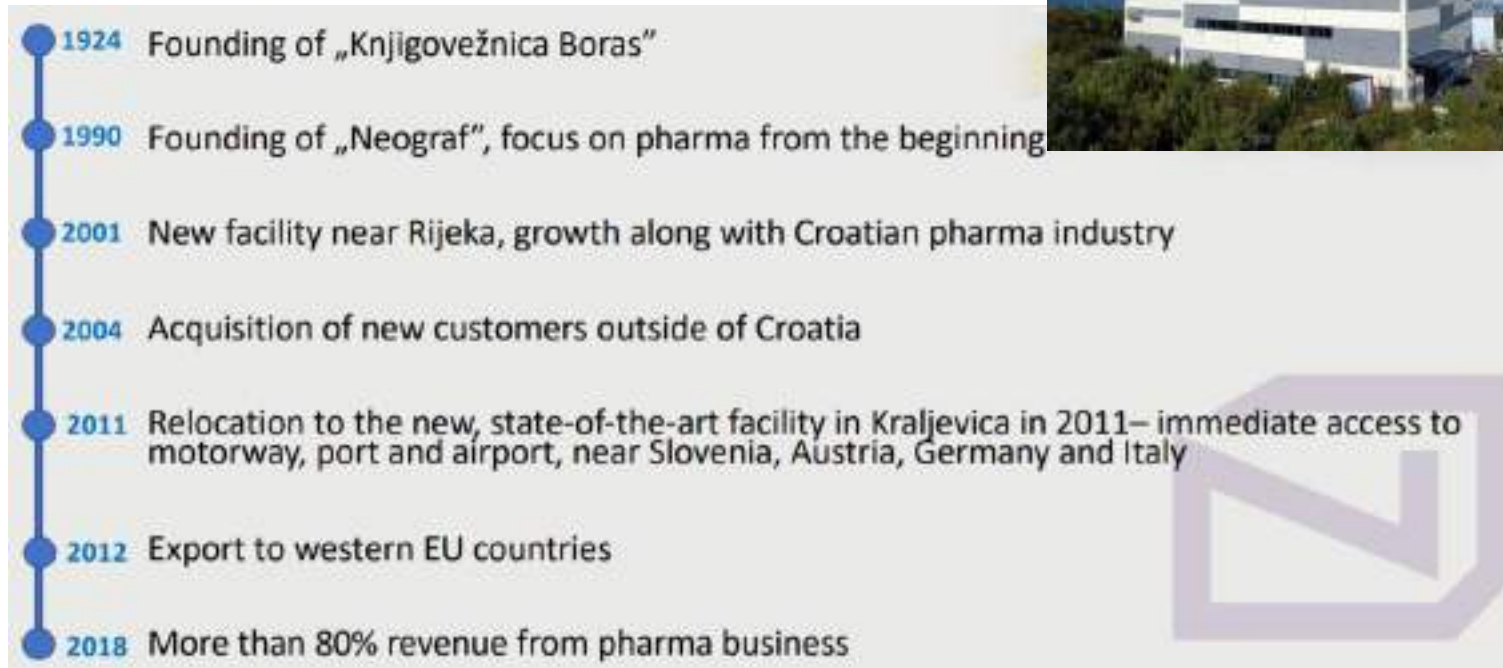 1924 Founding of „Knjigovežnica Boras”
1990 Founding of „Neograf”, focus on pharma from the beginning
2001 New facility near Rijeka, growth along with Croatian pharma industry
2004 Acquisition of new customers outside of Croatia
2011 Relocation to the new, state-of-the-art facility in Kraljevica in 2011– immediate access to
motorway, port and airport, near Slovenia, Austria, Germany and Italy
2012 Export to western EU countries
2018 More than 80% revenue from pharma business